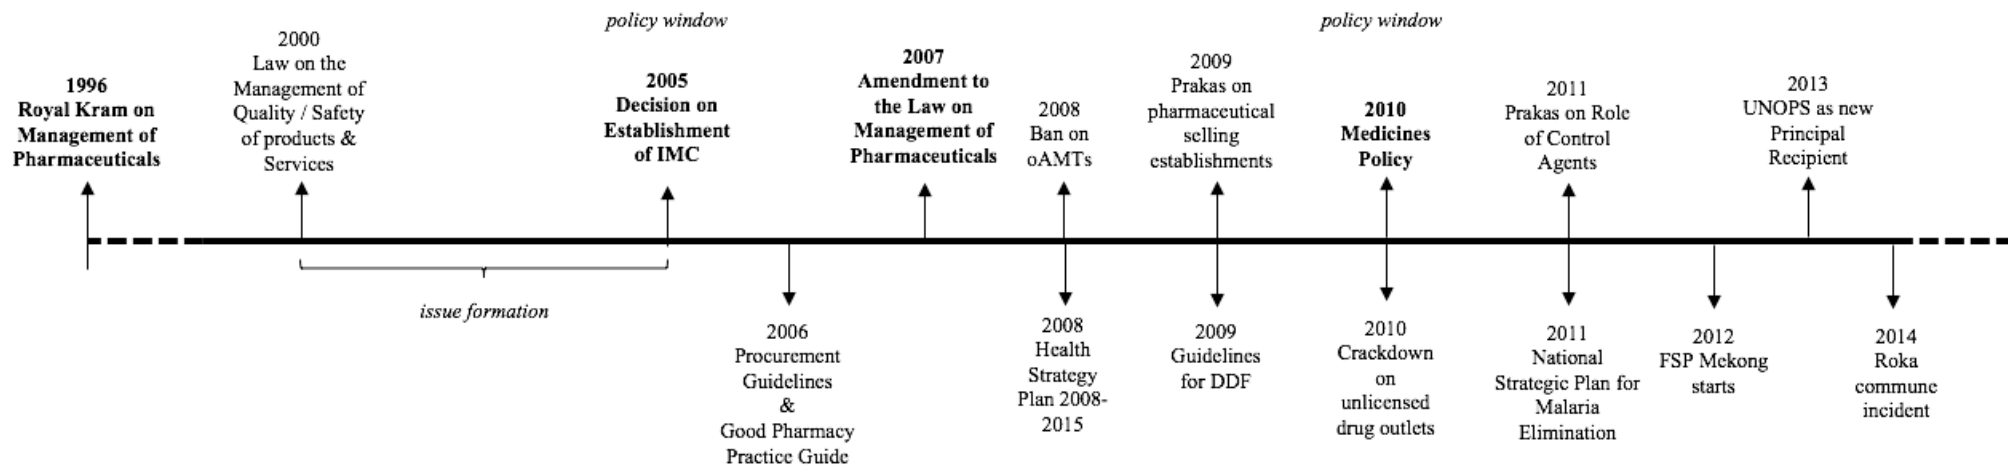 policy window
policy window
1996
Royal Kram on
Management of
Pharmaceuticals
2000
Law on the
Management of
Quality / Safety
of products &
Services
2005
Decision on
Establishment
of IMC
2007
Amendment to
the Law on
Management of
Pharmaceuticals
2008
Ban on
oAMTs
2009
Prakas on
pharmaceutical
selling
establishments
2010
Medicines
Policy
2011
Prakas on Role
of Control
Agents
2013
UNOPS as new
Principal
Recipient
issue formation
2006
Procurement
Guidelines
&
Good Pharmacy
Practice Guide
2008
Health
Strategy
Plan 2008-
2015
2009
Guidelines
for DDF
2010
Crackdown
on
unlicensed
drug outlets
2011
National
Strategic Plan for
Malaria
Elimination
2012
FSP Mekong
starts
2014
Roka
commune
incident